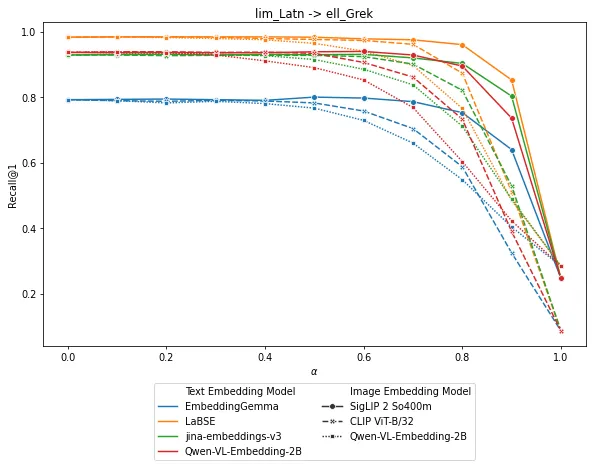 lim_Latn -> ell_Grek
Recall@1
1.0
0.8
0.6
0.4
0.2
0.0 0.2 0.4 0.6 0.8 1.0
α
Text Embedding Model Image Embedding Model
EmbeddingGemma SigLIP 2 So400m
LaBSE CLIP ViT-B/32
jina-embeddings-v3 Qwen-VL-Embedding-2B
Qwen-VL-Embedding-2B